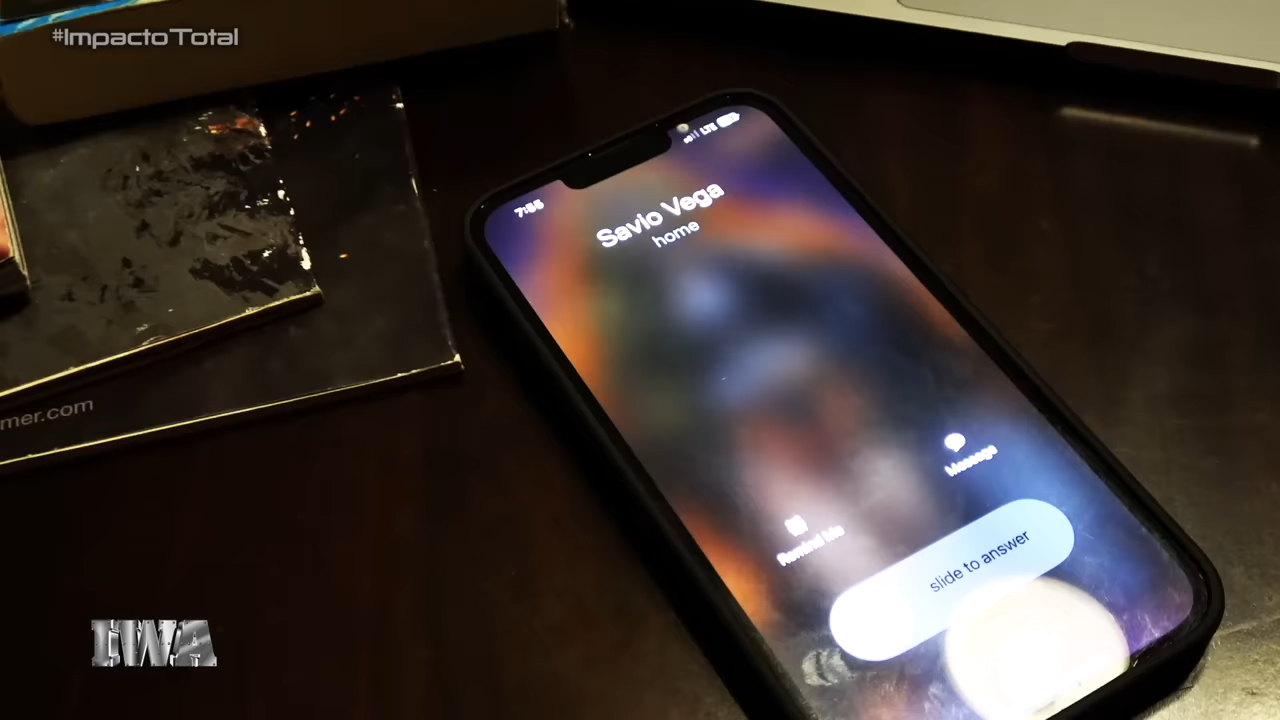 #ImpactoTotal
7:55
LTE
Savio Vega
home
Message
Remind Me
slide to answer
mer.com
IWA